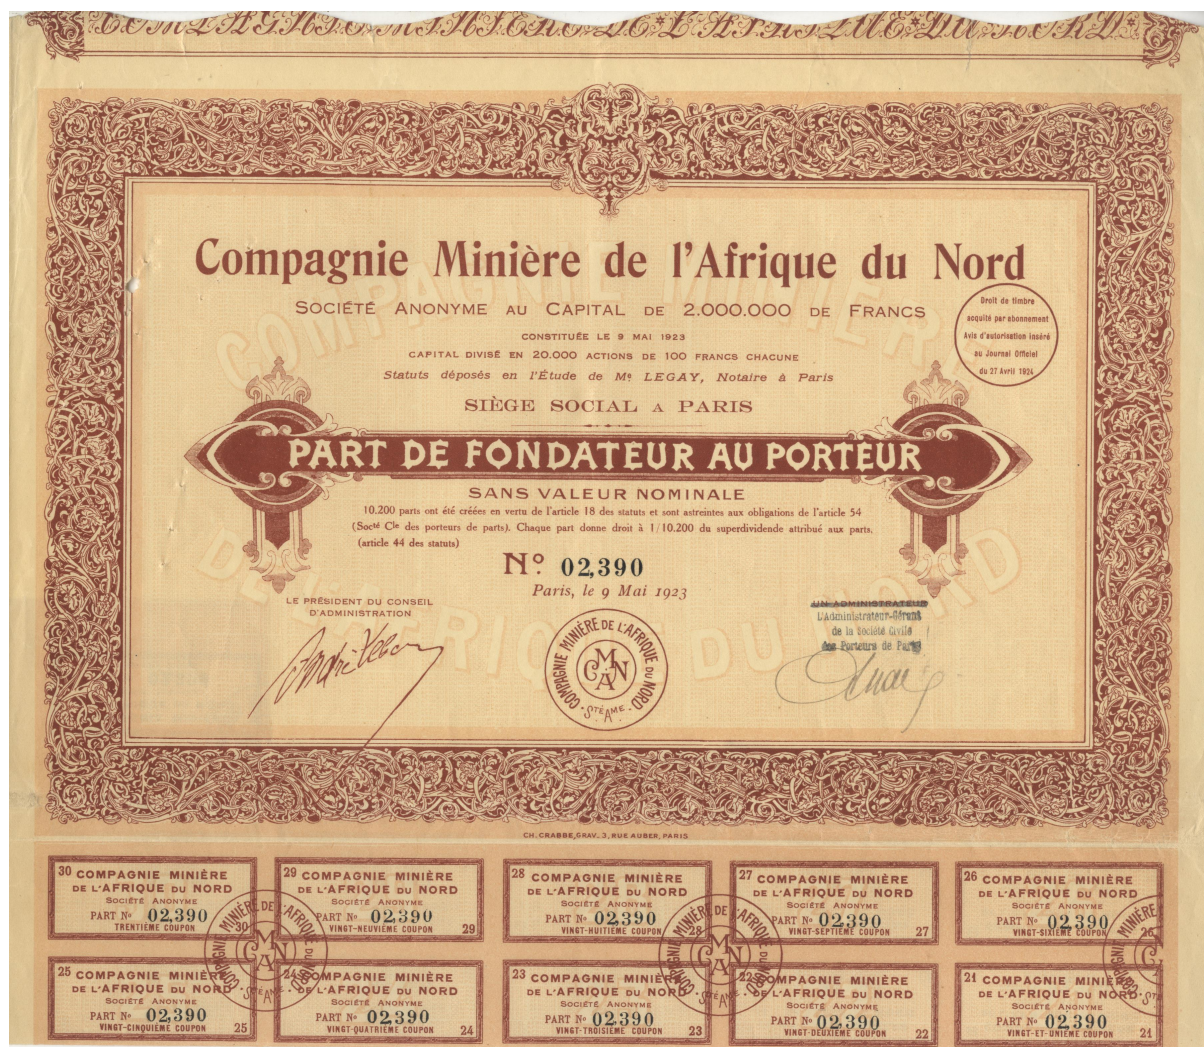 COMPAGNIE MINIÈRE DE L'AFRIQUE DU NORD
Compagnie Minière de l'Afrique du Nord
SOCIÉTÉ ANONYME AU CAPITAL DE 2.000.000 DE FRANCS
CONSTITUÉE LE 9 MAI 1923
CAPITAL DIVISÉ EN 20.000 ACTIONS DE 100 FRANCS CHACUNE
Statuts déposés en l'Étude de Me LEGAY, Notaire à Paris
SIÈGE SOCIAL A PARIS
Droit de timbre
acquité par abonnement
Avis d'autorisation inséré
au Journal Officiel
du 27 Avril 1924
PART DE FONDATEUR AU PORTEUR
SANS VALEUR NOMINALE
10.200 parts ont été créées en vertu de l'article 18 des statuts et sont astreintes aux obligations de l'article 54
(Socté Cle des porteurs de parts). Chaque part donne droit à 1/10.200 du superdividende attribué aux parts.
(article 44 des statuts)
No 02,390
Paris, le 9 Mai 1923
LE PRÉSIDENT DU CONSEIL
D'ADMINISTRATION
COMPAGNIE MINIÈRE DE L'AFRIQUE DU NORD
STÉ AME
CMAN
UN ADMINISTRATEUR
L'Administrateur-Gérant
de la Société Civile
des Porteurs de Parts
COMPAGNIE MINIÈRE
DE L'AFRIQUE DU NORD
CH. CRABBE, GRAV. 3, RUE AUBER, PARIS
30 COMPAGNIE MINIÈRE
DE L'AFRIQUE DU NORD
SOCIÉTÉ ANONYME
PART No 02,390
TRENTIÈME COUPON 30
29 COMPAGNIE MINIÈRE
DE L'AFRIQUE DU NORD
SOCIÉTÉ ANONYME
PART No 02,390
VINGT-NEUVIÈME COUPON 29
28 COMPAGNIE MINIÈRE
DE L'AFRIQUE DU NORD
SOCIÉTÉ ANONYME
PART No 02,390
VINGT-HUITIÈME COUPON 28
27 COMPAGNIE MINIÈRE
DE L'AFRIQUE DU NORD
SOCIÉTÉ ANONYME
PART No 02,390
VINGT-SEPTIÈME COUPON 27
26 COMPAGNIE MINIÈRE
DE L'AFRIQUE DU NORD
SOCIÉTÉ ANONYME
PART No 02,390
VINGT-SIXIÈME COUPON 26
25 COMPAGNIE MINIÈRE
DE L'AFRIQUE DU NORD
SOCIÉTÉ ANONYME
PART No 02,390
VINGT-CINQUIÈME COUPON 25
24 COMPAGNIE MINIÈRE
DE L'AFRIQUE DU NORD
SOCIÉTÉ ANONYME
PART No 02,390
VINGT-QUATRIÈME COUPON 24
23 COMPAGNIE MINIÈRE
DE L'AFRIQUE DU NORD
SOCIÉTÉ ANONYME
PART No 02,390
VINGT-TROISIÈME COUPON 23
22 COMPAGNIE MINIÈRE
DE L'AFRIQUE DU NORD
SOCIÉTÉ ANONYME
PART No 02,390
VINGT-DEUXIÈME COUPON 22
21 COMPAGNIE MINIÈRE
DE L'AFRIQUE DU NORD
SOCIÉTÉ ANONYME
PART No 02,390
VINGT-ET-UNIÈME COUPON 21